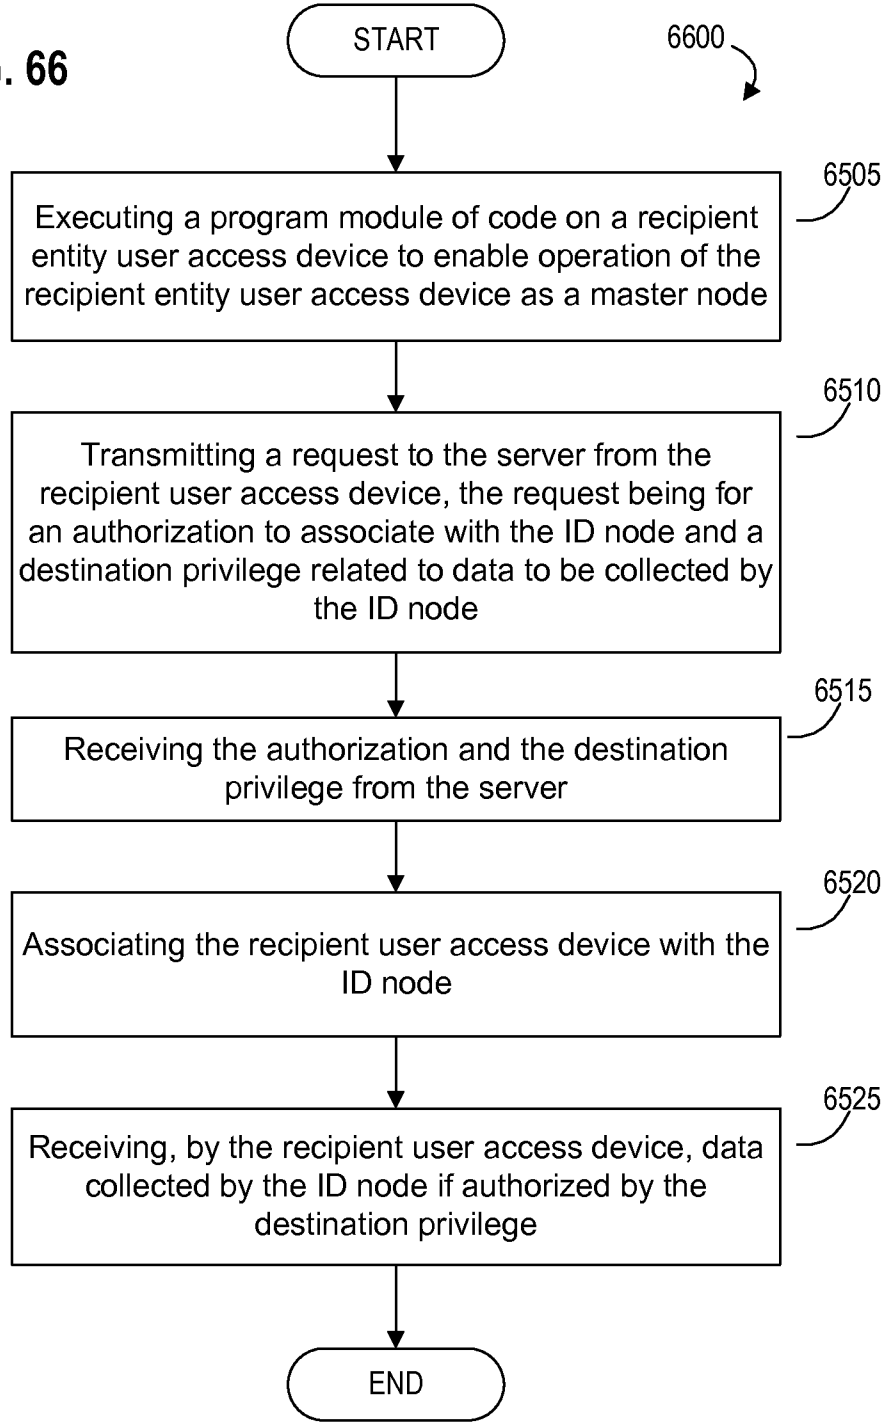 START
6600
. 66
6505
Executing a program module of code on a recipient
entity user access device to enable operation of the
recipient entity user access device as a master node
6510
Transmitting a request to the server from the
recipient user access device, the request being for
an authorization to associate with the ID node and a
destination privilege related to data to be collected by
the ID node
6515
Receiving the authorization and the destination
privilege from the server
6520
Associating the recipient user access device with the
ID node
6525
Receiving, by the recipient user access device, data
collected by the ID node if authorized by the
destination privilege
END